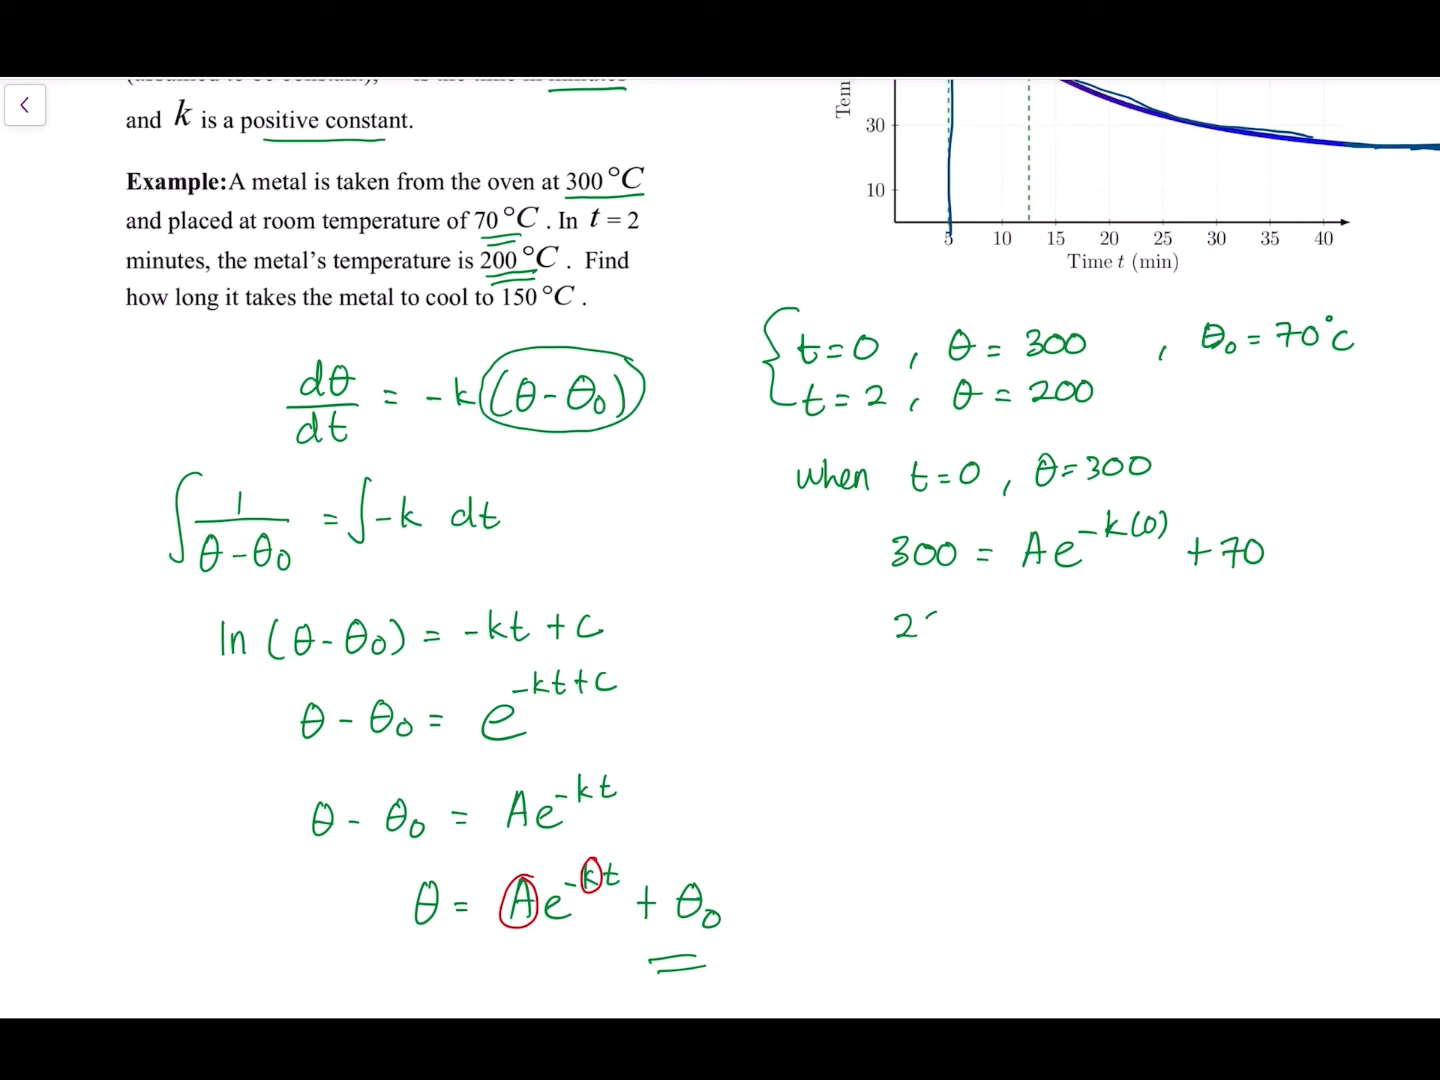 and k is a positive constant.
Example:A metal is taken from the oven at 300 °C
and placed at room temperature of 70 °C . In t = 2
minutes, the metal's temperature is 200 °C . Find
how long it takes the metal to cool to 150 °C .
dθ/dt = -k(θ - θ₀)
∫ 1/(θ - θ₀) = ∫ -k dt
ln (θ - θ₀) = -kt + c
θ - θ₀ = e^(-kt+c)
θ - θ₀ = Ae^(-kt)
θ = Ae^(-kt) + θ₀
Tem
30
10
5 10 15 20 25 30 35 40
Time t (min)
t=0 , θ = 300 , θ₀ = 70°C
t = 2 , θ = 200
when t=0 , θ=300
300 = Ae^(-k(0)) + 70
2